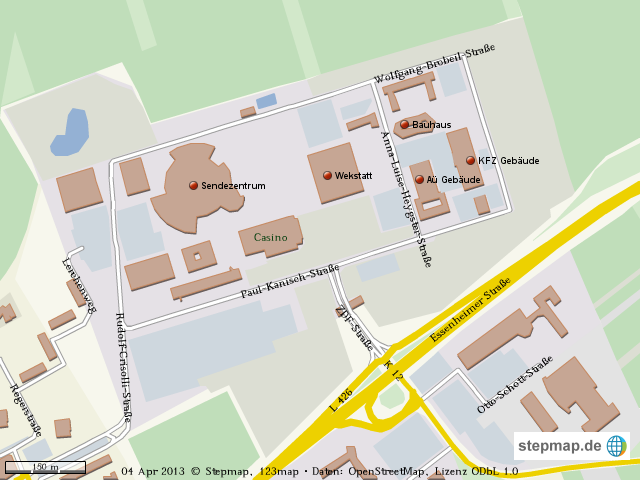 Wolfgang-Brobeil-Straße
Bauhaus
Anna-Luise-Heygster-Straße
KFZ Gebäude
Wekstatt
Aü Gebäude
Sendezentrum
Casino
Paul-Kanisch-Straße
Lerchenweg
Rudolf-Crisolli-Straße
ZDF-Straße
Essenheimer Straße
K 12
L 426
Otto-Schott-Straße
Regerstraße
stepmap.de
150 m
04 Apr 2013 © Stepmap, 123map • Daten: OpenStreetMap, Lizenz ODbL 1.0